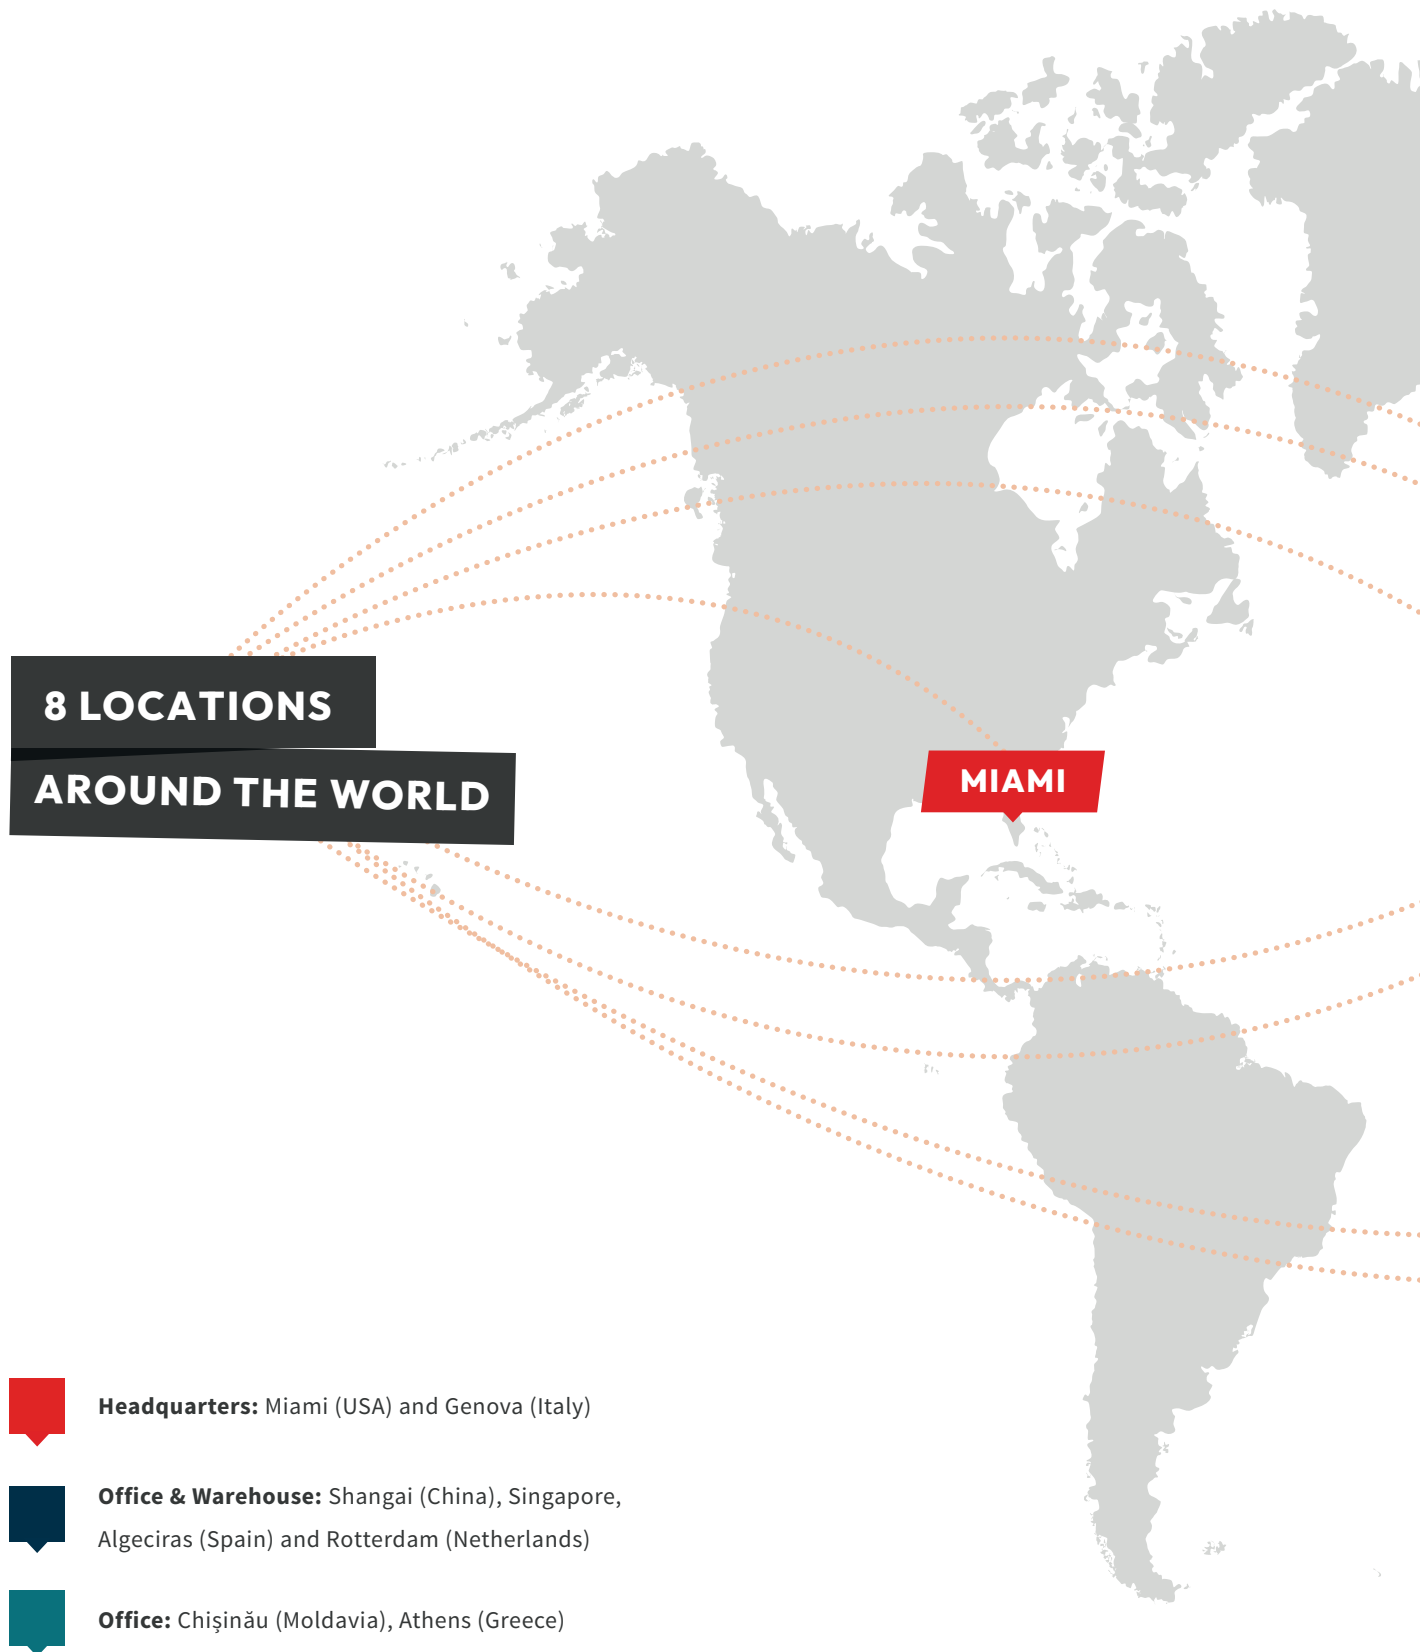 8 LOCATIONS
AROUND THE WORLD
MIAMI
Headquarters: Miami (USA) and Genova (Italy)
Office & Warehouse: Shangai (China), Singapore,
Algeciras (Spain) and Rotterdam (Netherlands)
Office: Chișinău (Moldavia), Athens (Greece)